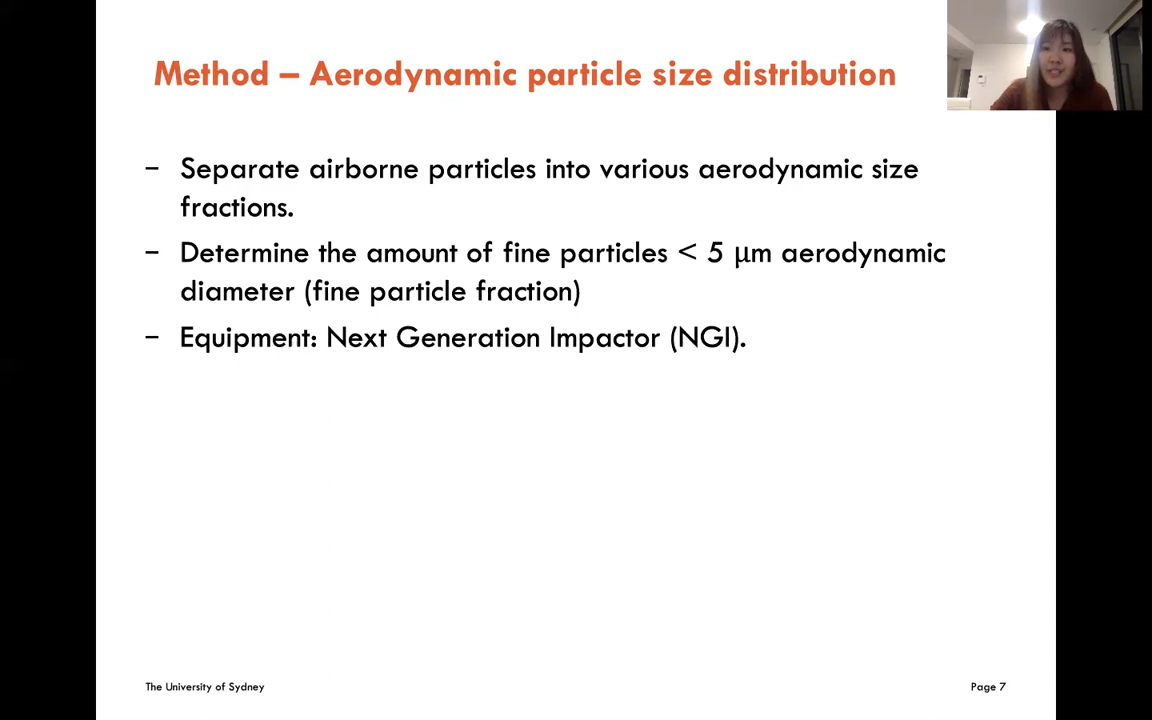 Method – Aerodynamic particle size distribution
– Separate airborne particles into various aerodynamic size
fractions.
– Determine the amount of fine particles < 5 μm aerodynamic
diameter (fine particle fraction)
– Equipment: Next Generation Impactor (NGI).
The University of Sydney
Page 7